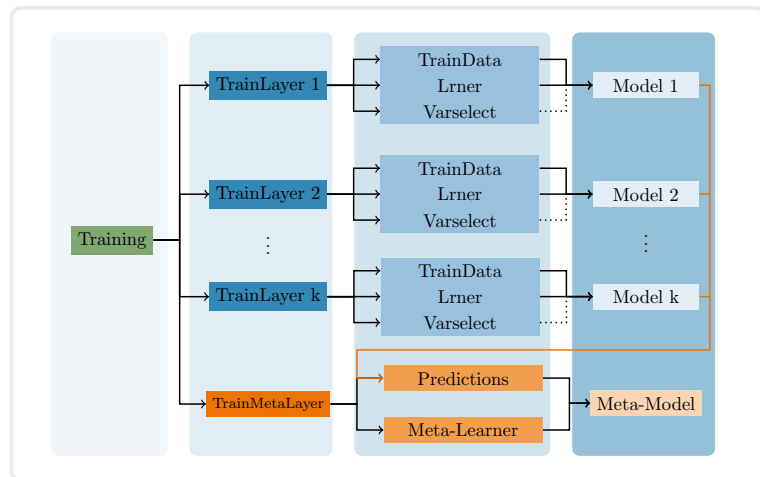 TrainData
TrainLayer 1
Lrner
Model 1
Varselect
TrainData
TrainLayer 2
Lrner
Model 2
Varselect
Training
⋮
⋮
TrainData
TrainLayer k
Lrner
Model k
Varselect
Predictions
TrainMetaLayer
Meta-Model
Meta-Learner